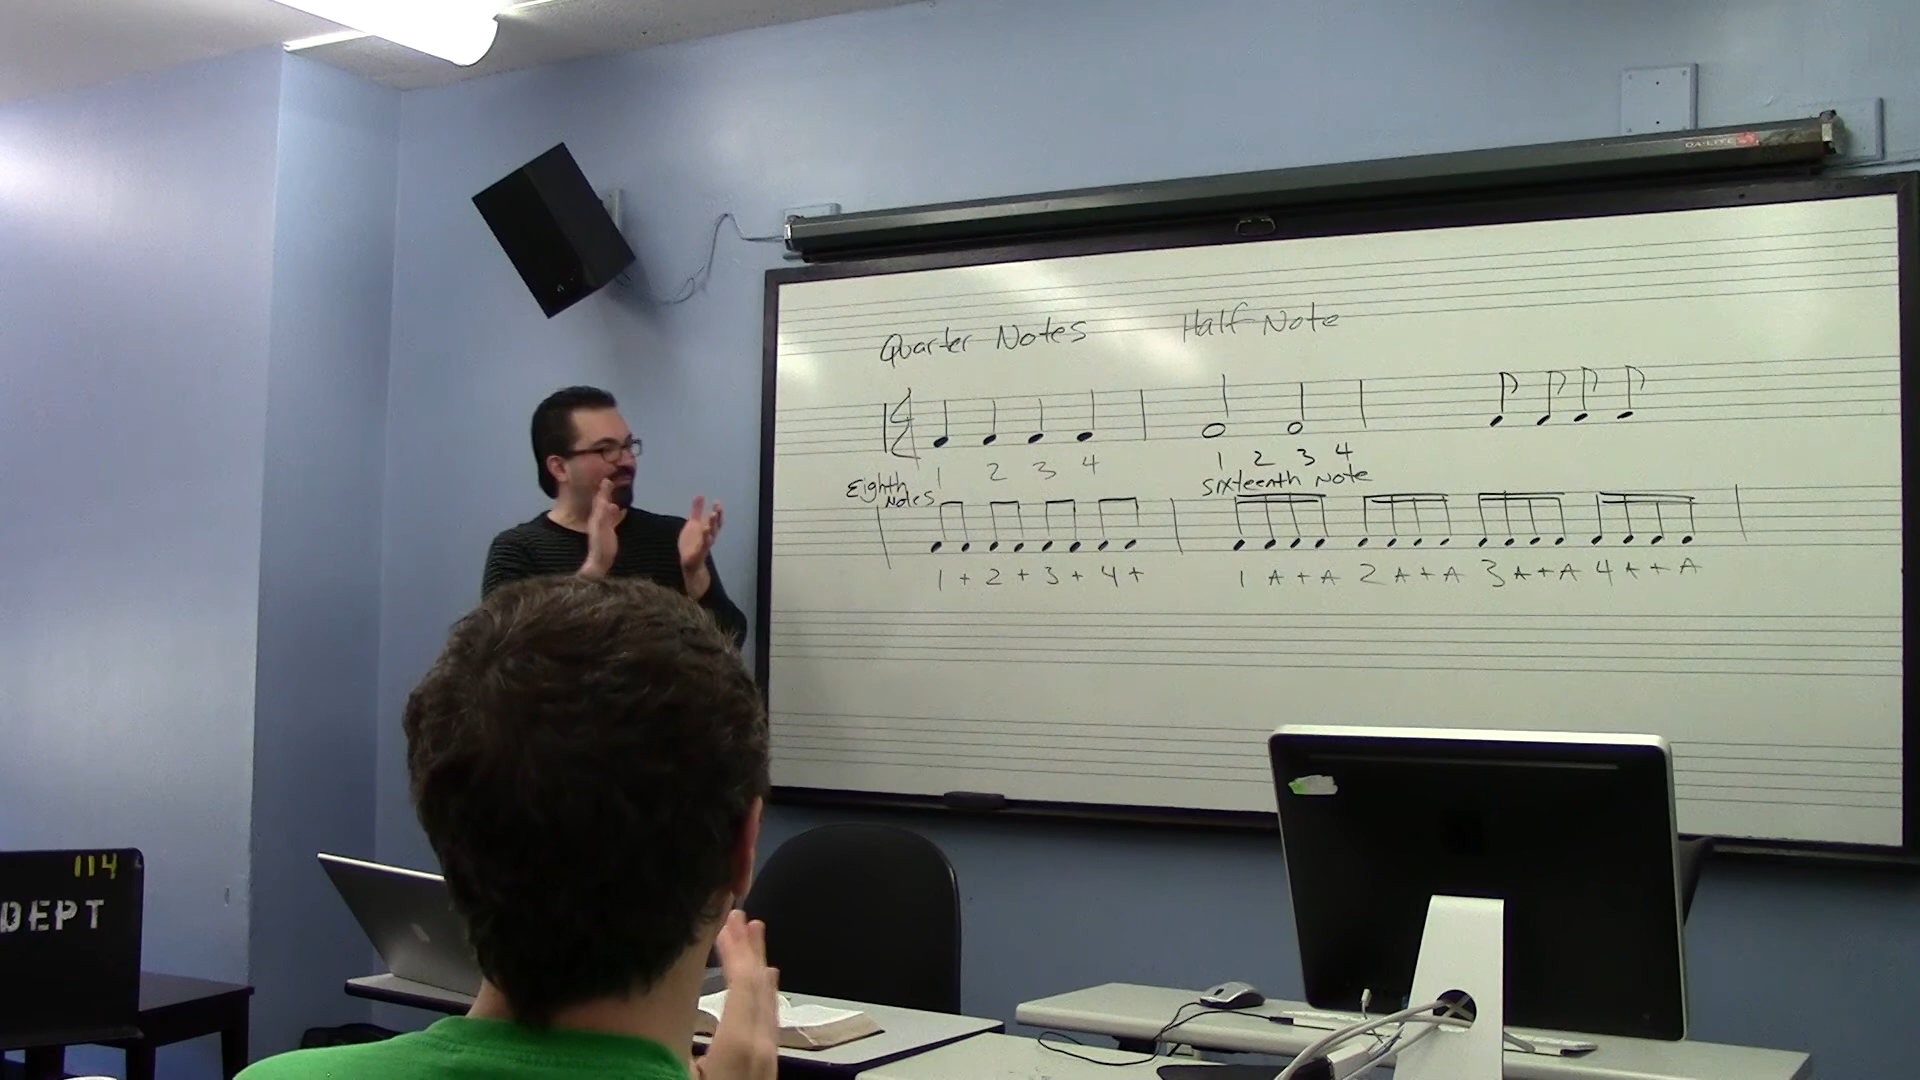 DA-LITE
Quarter Notes Half Note
1 2 3 4 1 2 3 4
Eighth Notes Sixteenth Note
1 + 2 + 3 + 4 + 1 A + A 2 A + A 3 A + A 4 A + A
114
DEPT